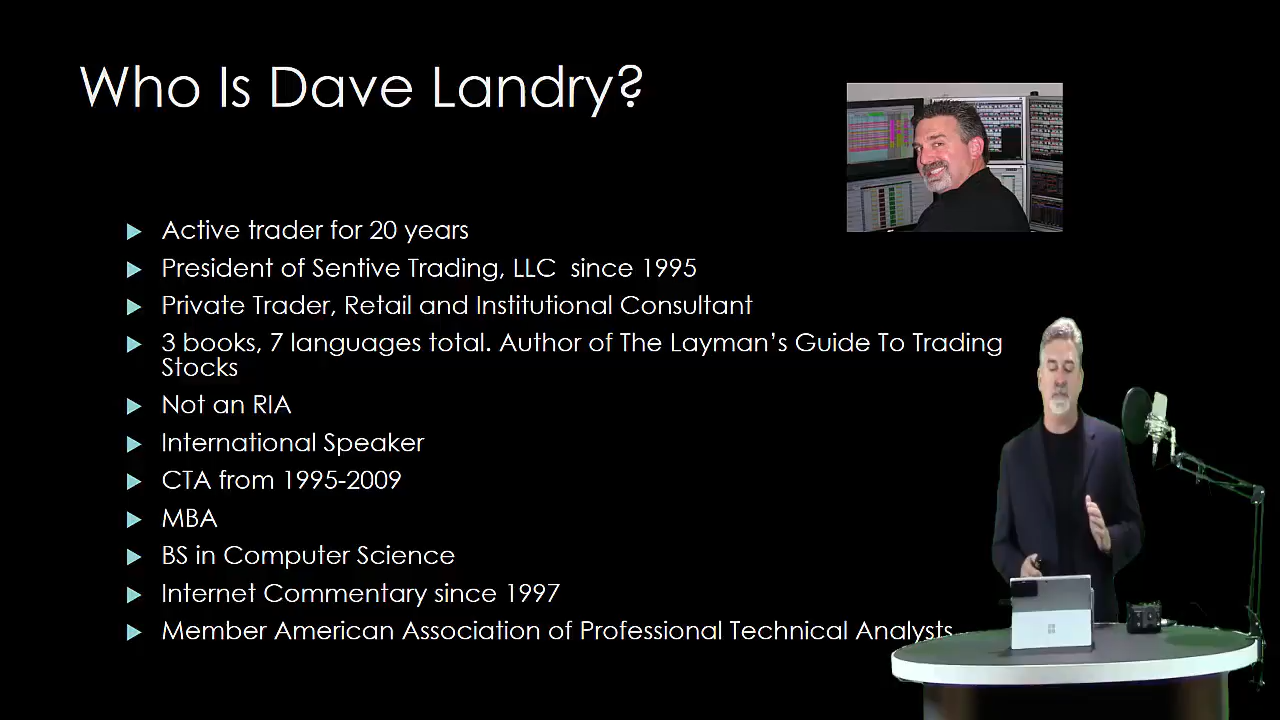 Who Is Dave Landry?
Active trader for 20 years
President of Sentive Trading, LLC  since 1995
Private Trader, Retail and Institutional Consultant
3 books, 7 languages total. Author of The Layman’s Guide To Trading
Stocks
Not an RIA
International Speaker
CTA from 1995-2009
MBA
BS in Computer Science
Internet Commentary since 1997
Member American Association of Professional Technical Analysts